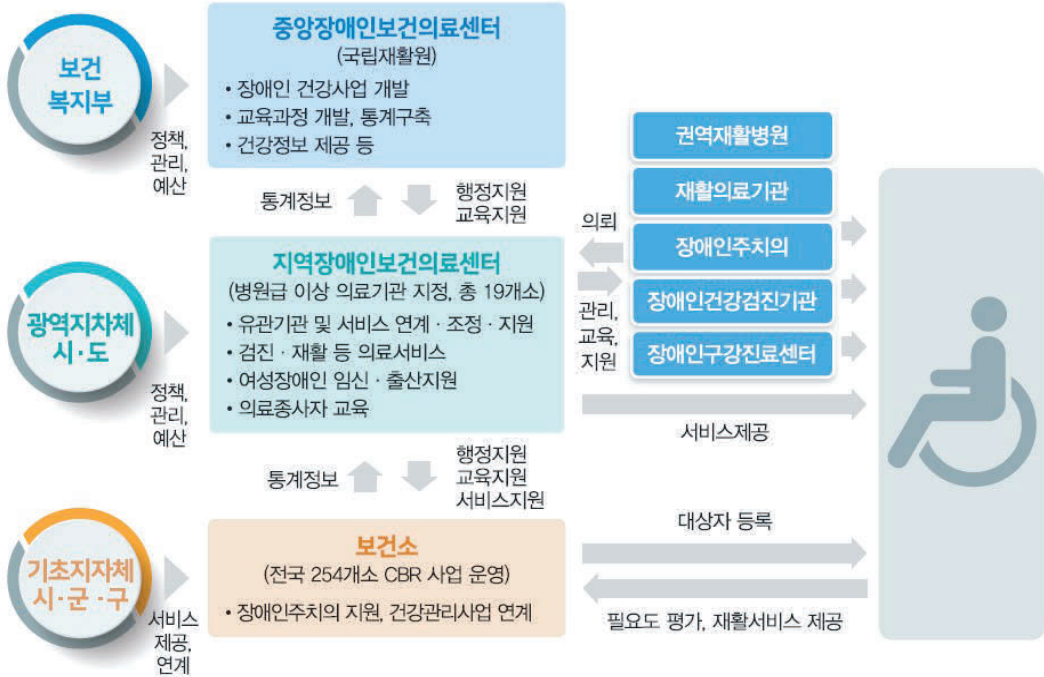 보건
복지부
정책,
관리,
예산
중앙장애인보건의료센터
(국립재활원)
• 장애인 건강사업 개발
• 교육과정 개발, 통계구축
• 건강정보 제공 등
통계정보
행정지원
교육지원
광역지차체
시·도
정책,
관리,
예산
지역장애인보건의료센터
(병원급 이상 의료기관 지정, 총 19개소)
• 유관기관 및 서비스 연계·조정·지원
• 검진·재활 등 의료서비스
• 여성장애인 임신·출산지원
• 의료종사자 교육
의뢰
관리,
교육,
지원
권역재활병원
재활의료기관
장애인주치의
장애인건강검진기관
장애인구강진료센터
서비스제공
통계정보
행정지원
교육지원
서비스지원
기초지자체
시·군·구
서비스
제공,
연계
보건소
(전국 254개소 CBR 사업 운영)
• 장애인주치의 지원, 건강관리사업 연계
대상자 등록
필요도 평가, 재활서비스 제공